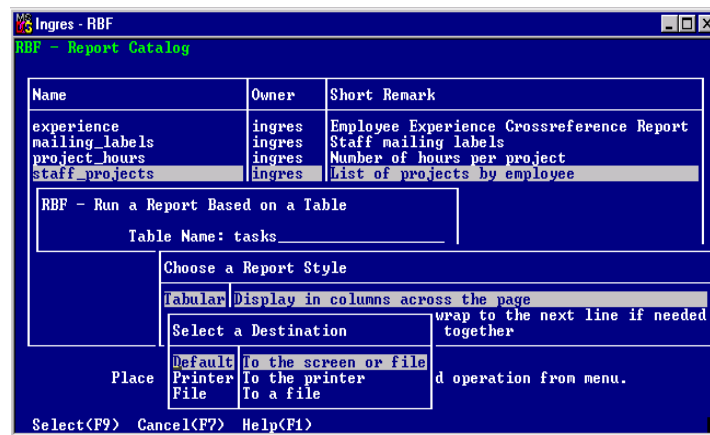 Ingres - RBF
RBF - Report Catalog
Name Owner Short Remark
experience ingres Employee Experience Crossreference Report
mailing_labels ingres Staff mailing labels
project_hours ingres Number of hours per project
staff_projects ingres List of projects by employee
RBF - Run a Report Based on a Table
Table Name: tasks
Choose a Report Style
Tabular Display in columns across the page
wrap to the next line if needed
together
Select a Destination
Default To the screen or file
Printer To the printer
File To a file
Place d operation from menu.
Select(F9) Cancel(F7) Help(F1)